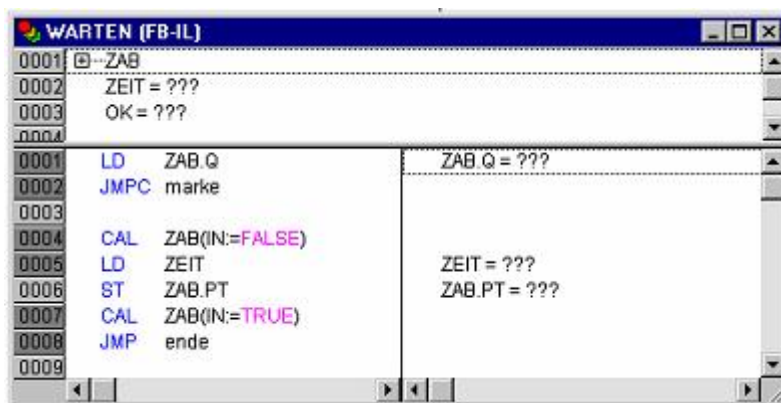 WARTEN (FB-IL)
0001 ZAB
0002 ZEIT = ???
0003 OK = ???
0004
0001 LD ZAB.Q ZAB.Q = ???
0002 JMPC marke
0003
0004 CAL ZAB(IN:=FALSE)
0005 LD ZEIT ZEIT = ???
0006 ST ZAB.PT ZAB.PT = ???
0007 CAL ZAB(IN:=TRUE)
0008 JMP ende
0009